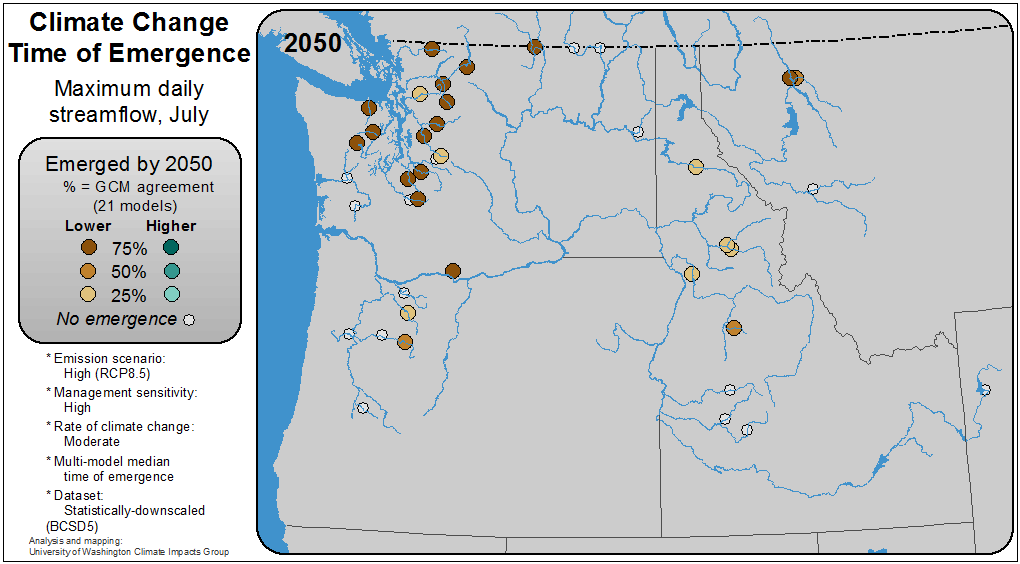 Climate Change
Time of Emergence
Maximum daily
streamflow, July
Emerged by 2050
% = GCM agreement
(21 models)
Lower Higher
75%
50%
25%
No emergence
* Emission scenario:
High (RCP8.5)
* Management sensitivity:
High
* Rate of climate change:
Moderate
* Multi-model median
time of emergence
* Dataset:
Statistically-downscaled
(BCSD5)
Analysis and mapping:
University of Washington Climate Impacts Group
2050